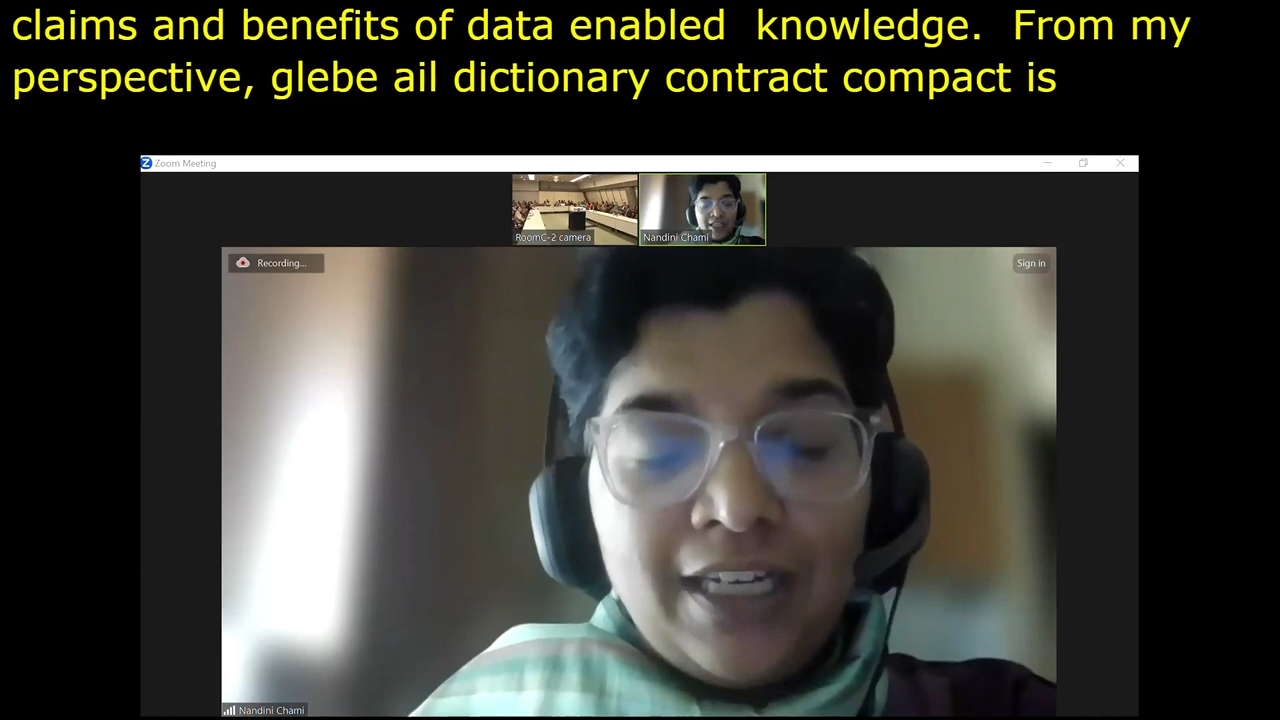 claims and benefits of data enabled knowledge. From my
perspective, glebe ail dictionary contract compact is
Zoom Meeting
RoomC-2 camera
Nandini Chami
Recording...
Sign in
Nandini Chami